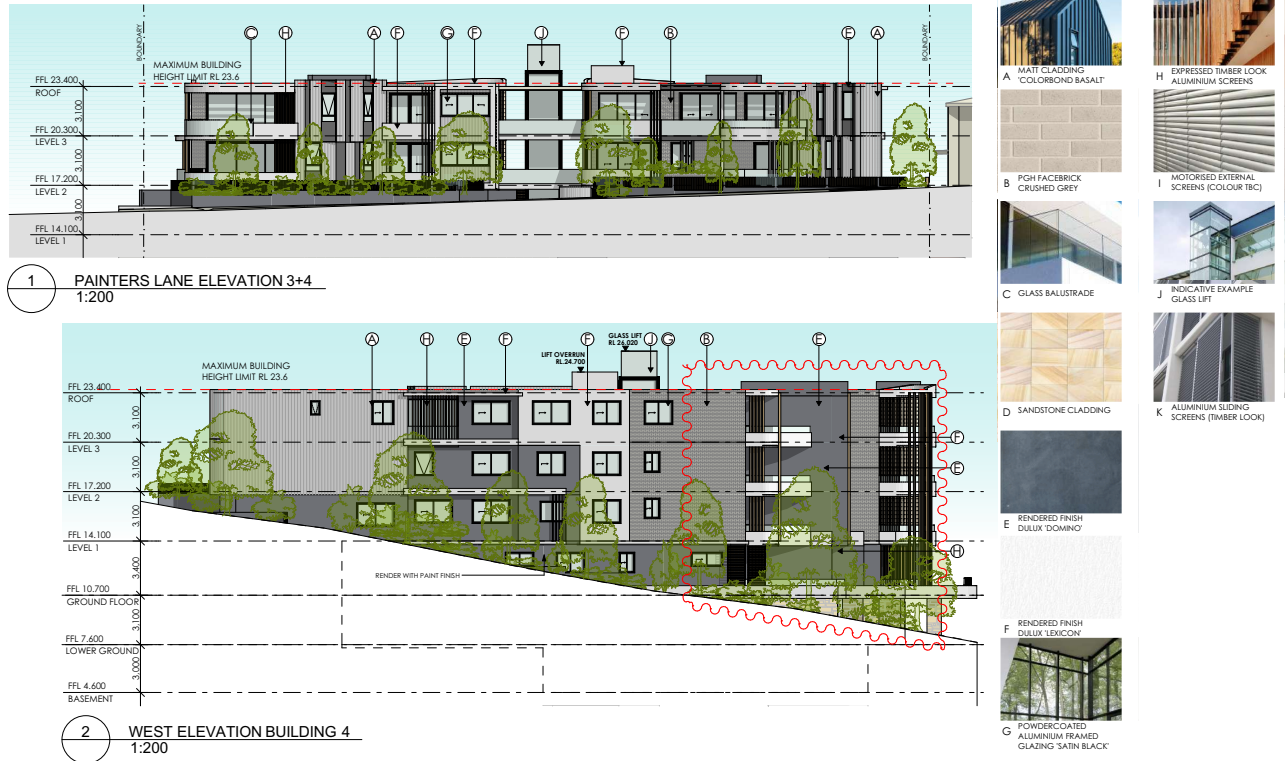 C H A F G F J F B E A
BOUNDARY
BOUNDARY
MAXIMUM BUILDING
HEIGHT LIMIT RL 23.6
FFL 23.400
ROOF
3,100
FFL 20.300
LEVEL 3
3,100
FFL 17.200
LEVEL 2
3,100
FFL 14.100
LEVEL 1
1 PAINTERS LANE ELEVATION 3+4
1:200
A H E F F J G B E
GLASS LIFT
RL 26.020
LIFT OVERRUN
RL.24.700
MAXIMUM BUILDING
HEIGHT LIMIT RL 23.6
FFL 23.400
ROOF
3,100
FFL 20.300
LEVEL 3
F
E
3,100
FFL 17.200
LEVEL 2
3,100
FFL 14.100
LEVEL 1
H
RENDER WITH PAINT FINISH
3,400
FFL 10.700
GROUND FLOOR
3,100
FFL 7.600
LOWER GROUND
3,000
FFL 4.600
BASEMENT
2 WEST ELEVATION BUILDING 4
1:200
A MATT CLADDING
'COLORBOND BASALT'
B PGH FACEBRICK
CRUSHED GREY
C GLASS BALUSTRADE
D SANDSTONE CLADDING
E RENDERED FINISH
DULUX 'DOMINO'
F RENDERED FINISH
DULUX 'LEXICON'
G POWDERCOATED
ALUMINIUM FRAMED
GLAZING 'SATIN BLACK'
H EXPRESSED TIMBER LOOK
ALUMINIUM SCREENS
I MOTORISED EXTERNAL
SCREENS (COLOUR TBC)
J INDICATIVE EXAMPLE
GLASS LIFT
K ALUMINIUM SLIDING
SCREENS (TIMBER LOOK)